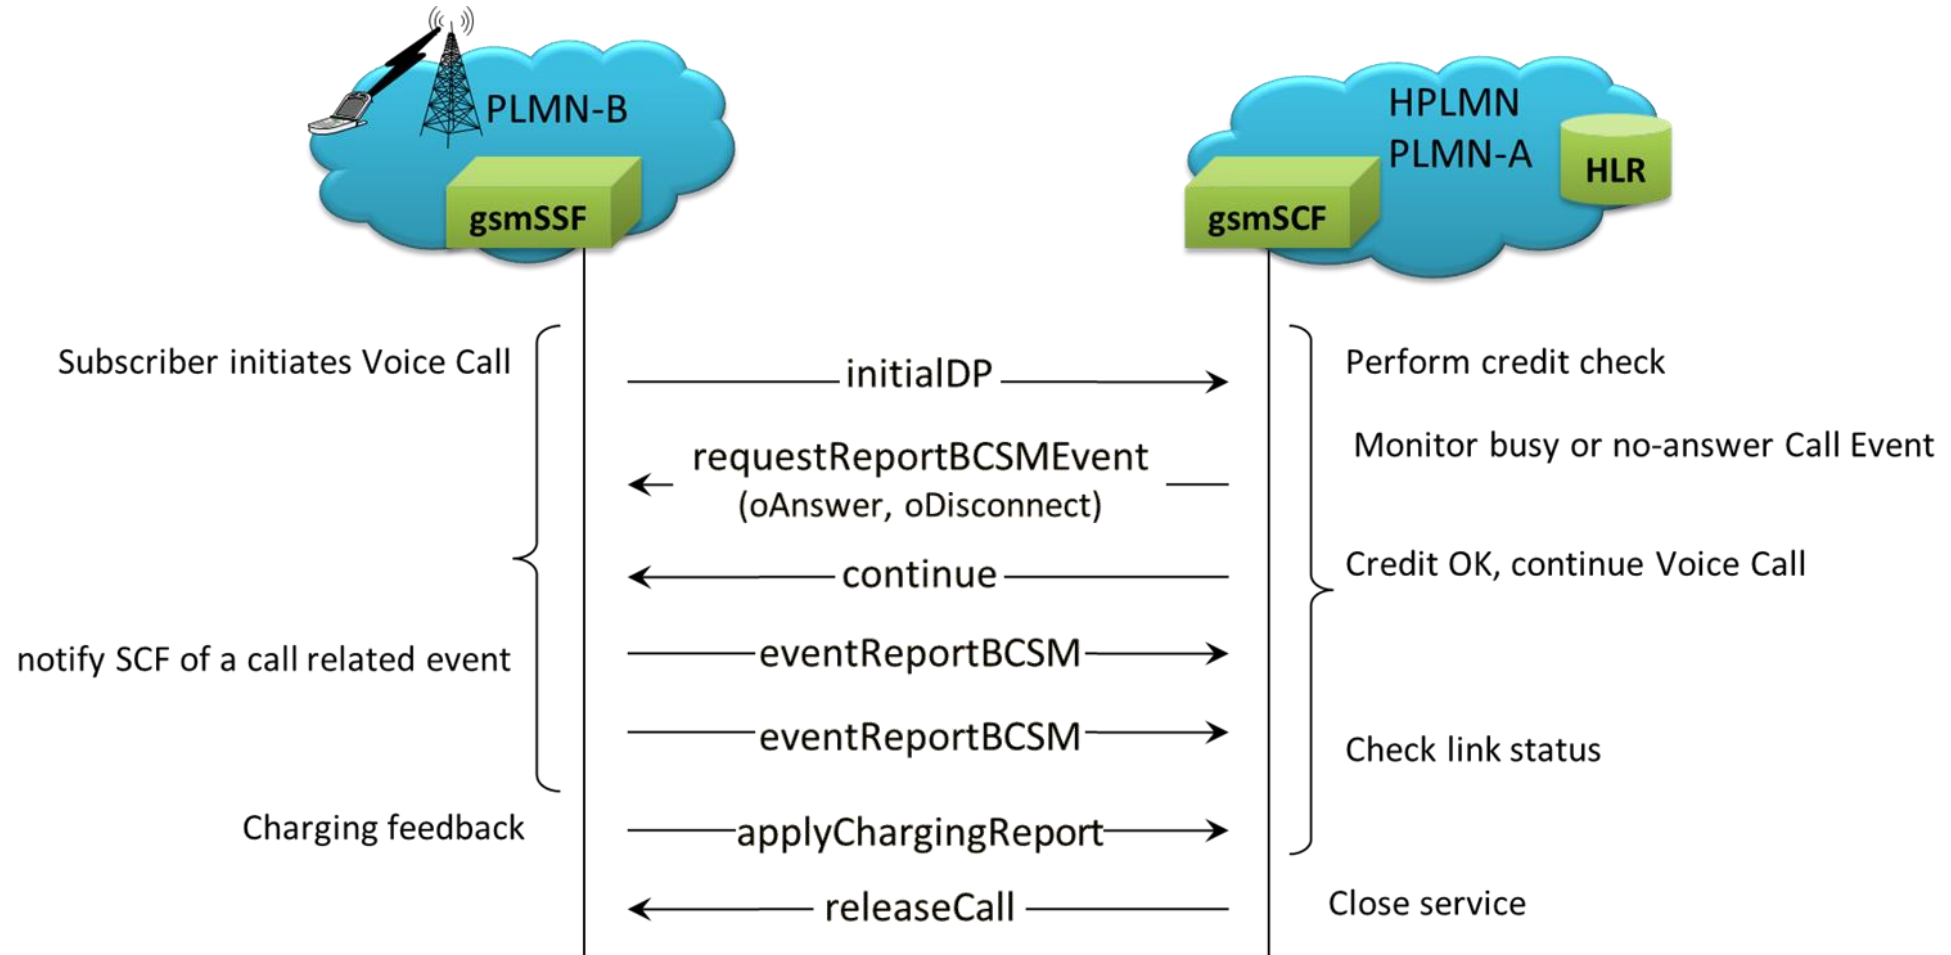 PLMN-B
HPLMN
PLMN-A
HLR
gsmSSF
gsmSCF
Subscriber initiates Voice Call
initialDP
Perform credit check
requestReportBCSMEvent
(oAnswer, oDisconnect)
Monitor busy or no-answer Call Event
continue
Credit OK, continue Voice Call
notify SCF of a call related event
eventReportBCSM
eventReportBCSM
Check link status
Charging feedback
applyChargingReport
releaseCall
Close service